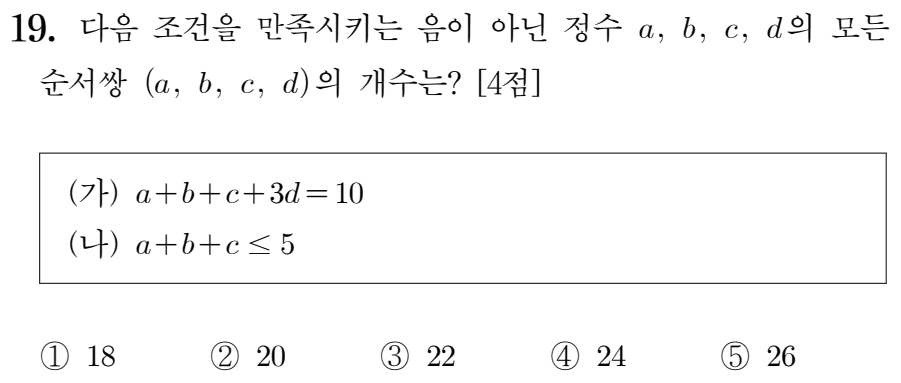 19. 다음 조건을 만족시키는 음이 아닌 정수 a, b, c, d의 모든
순서쌍 (a, b, c, d)의 개수는? [4점]
(가) a+b+c+3d=10
(나) a+b+c≤5
① 18 ② 20 ③ 22 ④ 24 ⑤ 26